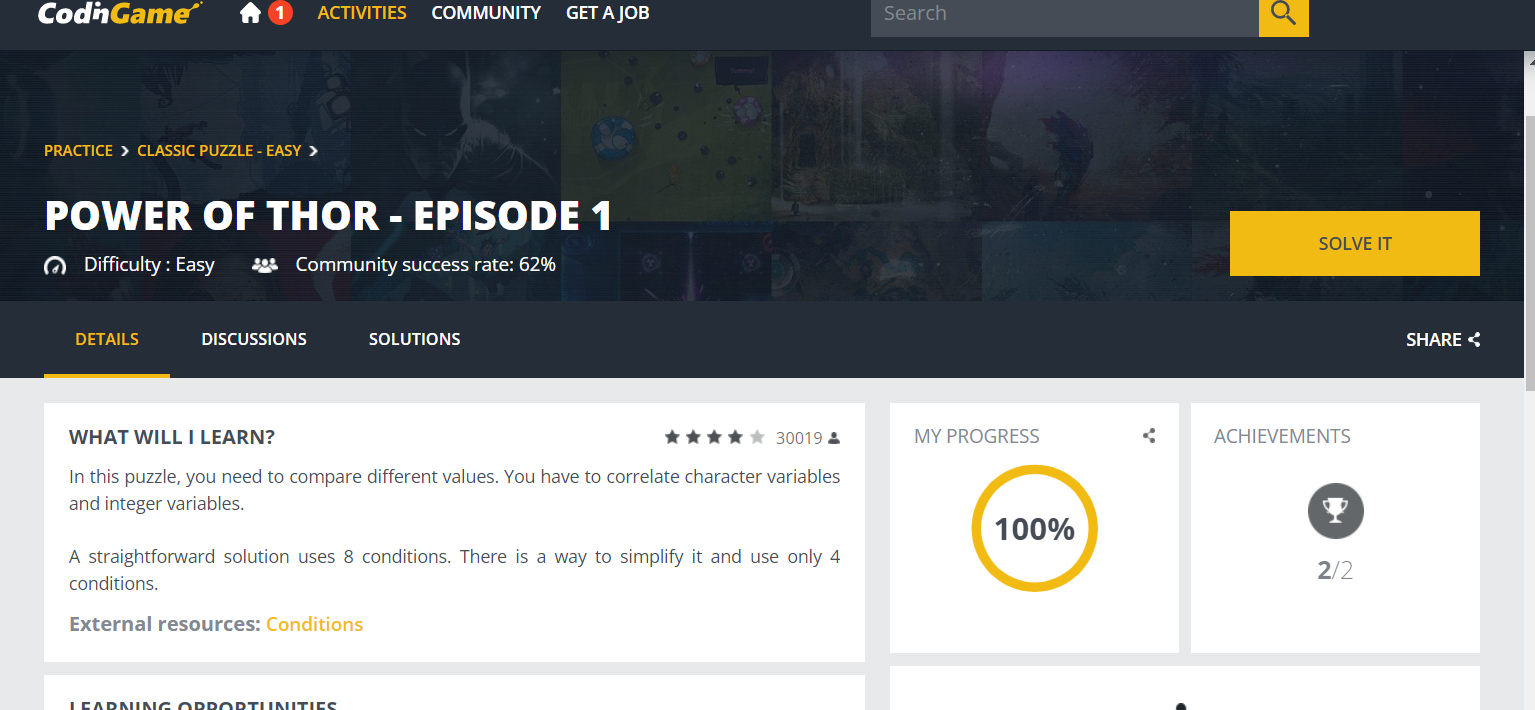 CodinGame
1 ACTIVITIES COMMUNITY GET A JOB
Search
PRACTICE > CLASSIC PUZZLE - EASY >
POWER OF THOR - EPISODE 1
Difficulty : Easy Community success rate: 62%
SOLVE IT
DETAILS DISCUSSIONS SOLUTIONS
SHARE
WHAT WILL I LEARN?
30019
In this puzzle, you need to compare different values. You have to correlate character variables
and integer variables.
A straightforward solution uses 8 conditions. There is a way to simplify it and use only 4
conditions.
External resources: Conditions
MY PROGRESS
100%
ACHIEVEMENTS
2/2
LEARNING OPPORTUNITIES